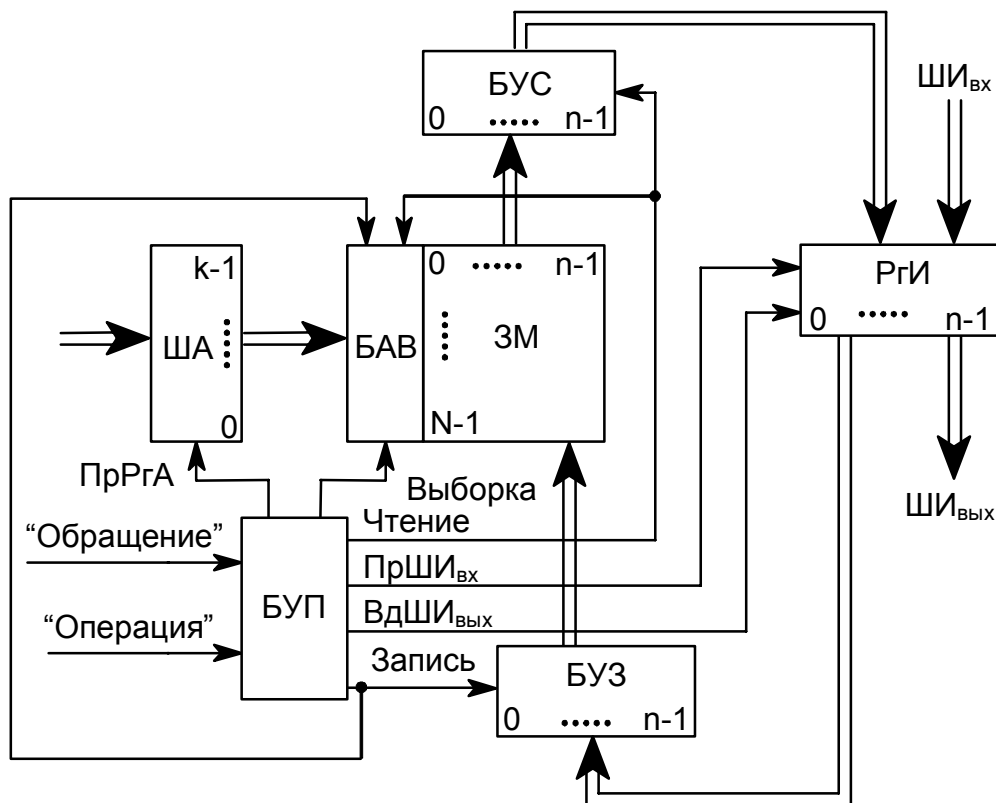 БУС
0 ..... n-1
ШИвх
k-1
ША
0
БАВ
0 ..... n-1
ЗМ
N-1
РгИ
0 ..... n-1
ПрРгА
Выборка
“Обращение”
Чтение
ШИвых
ПрШИвх
БУП
ВдШИвых
“Операция”
Запись
БУЗ
0 ..... n-1